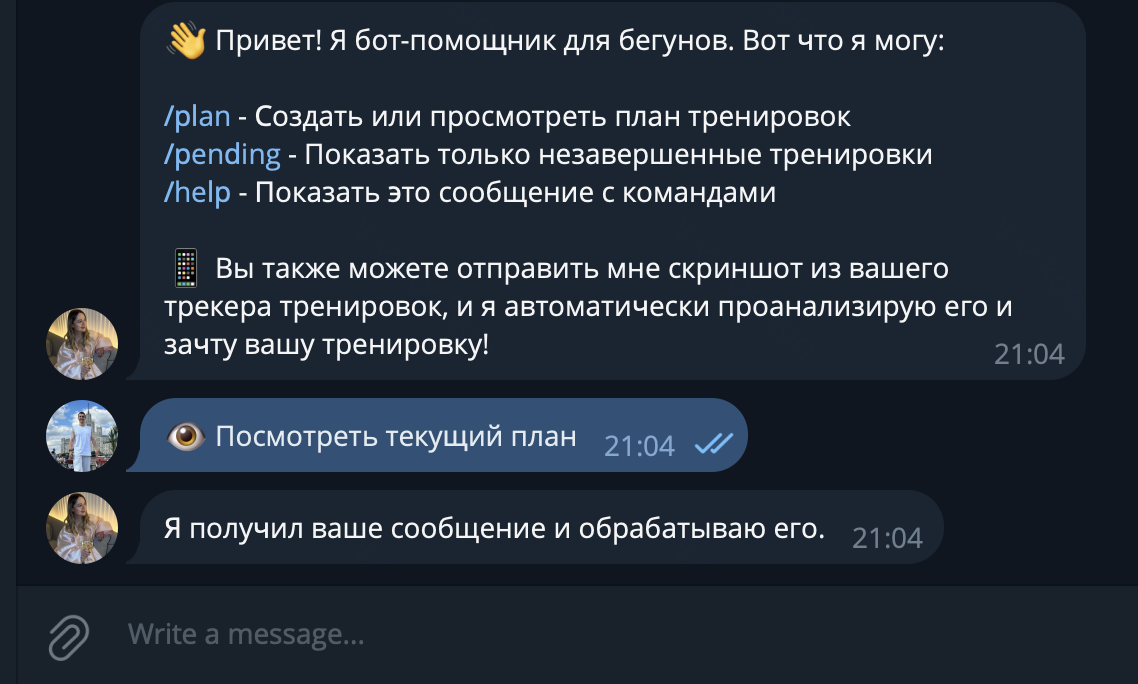 👋 Привет! Я бот-помощник для бегунов. Вот что я могу:
/plan - Создать или просмотреть план тренировок
/pending - Показать только незавершенные тренировки
/help - Показать это сообщение с командами
📱 Вы также можете отправить мне скриншот из вашего
трекера тренировок, и я автоматически проанализирую его и
зачту вашу тренировку!
21:04
👁️ Посмотреть текущий план 21:04
Я получил ваше сообщение и обрабатываю его. 21:04
Write a message...